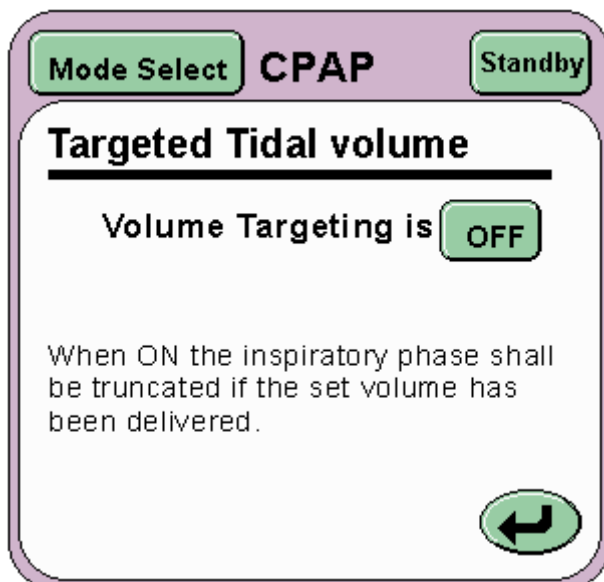 Mode Select CPAP Standby
Targeted Tidal volume
Volume Targeting is OFF
When ON the inspiratory phase shall
be truncated if the set volume has
been delivered.